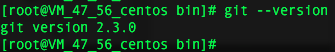 [root@VM_47_56_centos bin]# git --version
git version 2.3.0
[root@VM_47_56_centos bin]#